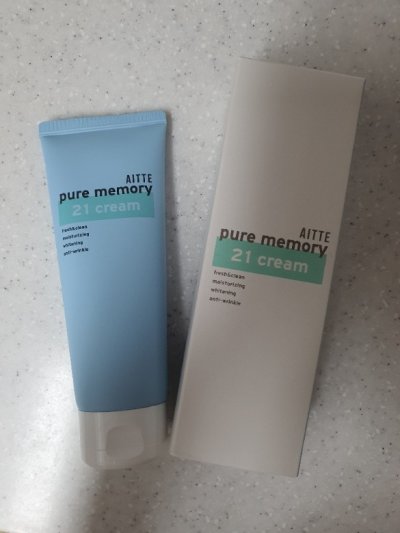 AITTE
pure memory
21 cream
fresh&clean
moisturizing
whitening
anti-wrinkle
AITTE
pure memory
21 cream
fresh&clean
moisturizing
whitening
anti-wrinkle